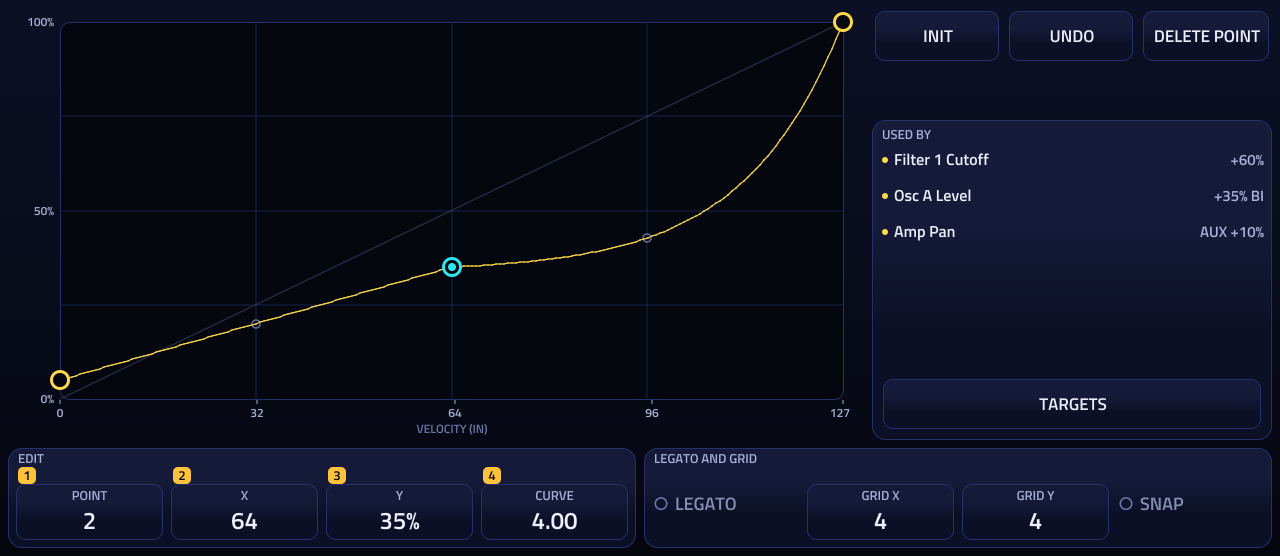 100%
50%
0%
0 32 64 96 127
VELOCITY (IN)
INIT UNDO DELETE POINT
USED BY
Filter 1 Cutoff +60%
Osc A Level +35% BI
Amp Pan AUX +10%
TARGETS
EDIT
1 2 3 4
POINT X Y CURVE
2 64 35% 4.00
LEGATO AND GRID
LEGATO GRID X GRID Y SNAP
4 4